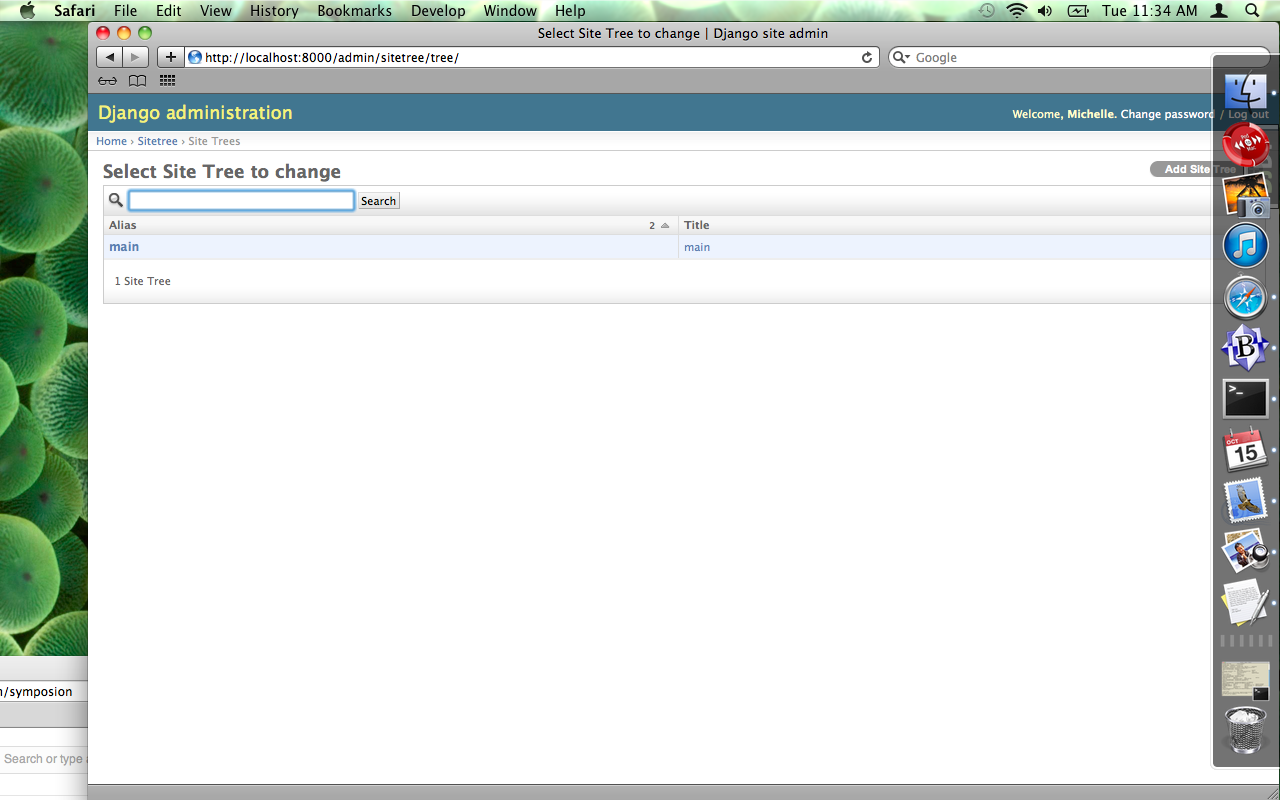 Safari File Edit View History Bookmarks Develop Window Help Tue 11:34 AM
Select Site Tree to change | Django site admin
http://localhost:8000/admin/sitetree/tree/ Google
Django administration Welcome, Michelle. Change password / Log out
Home › Sitetree › Site Trees
Select Site Tree to change Add Site Tree
Search
Alias 2 Title
main main
1 Site Tree
OCT
15
/symposion
Search or type